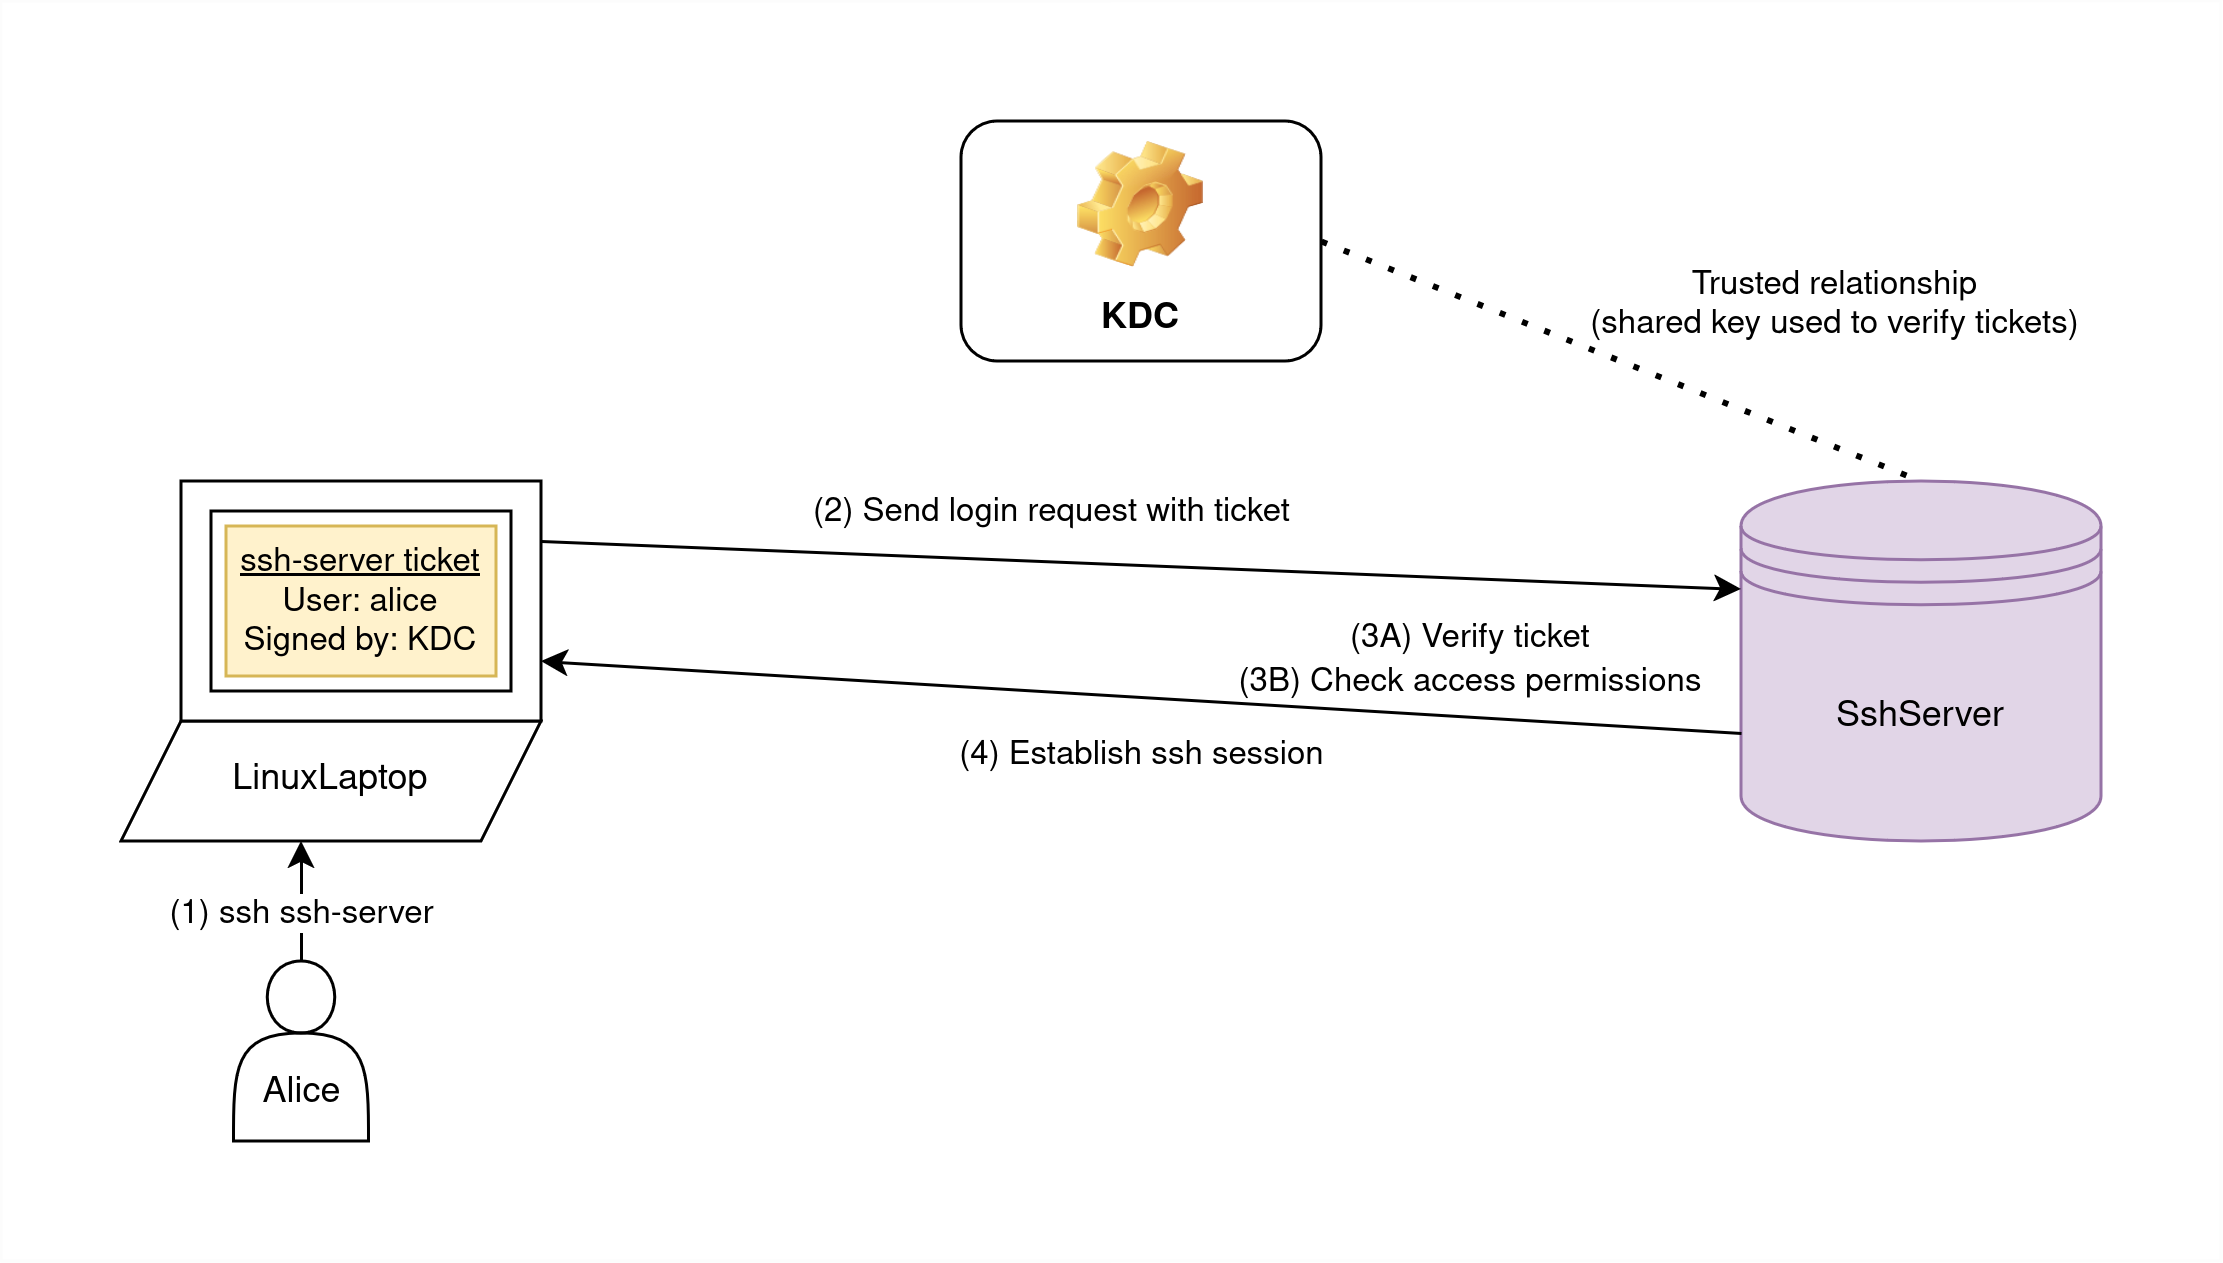 KDC
Trusted relationship
(shared key used to verify tickets)
(2) Send login request with ticket
ssh-server ticket
User: alice
Signed by: KDC
(3A) Verify ticket
(3B) Check access permissions
SshServer
(4) Establish ssh session
LinuxLaptop
(1) ssh ssh-server
Alice